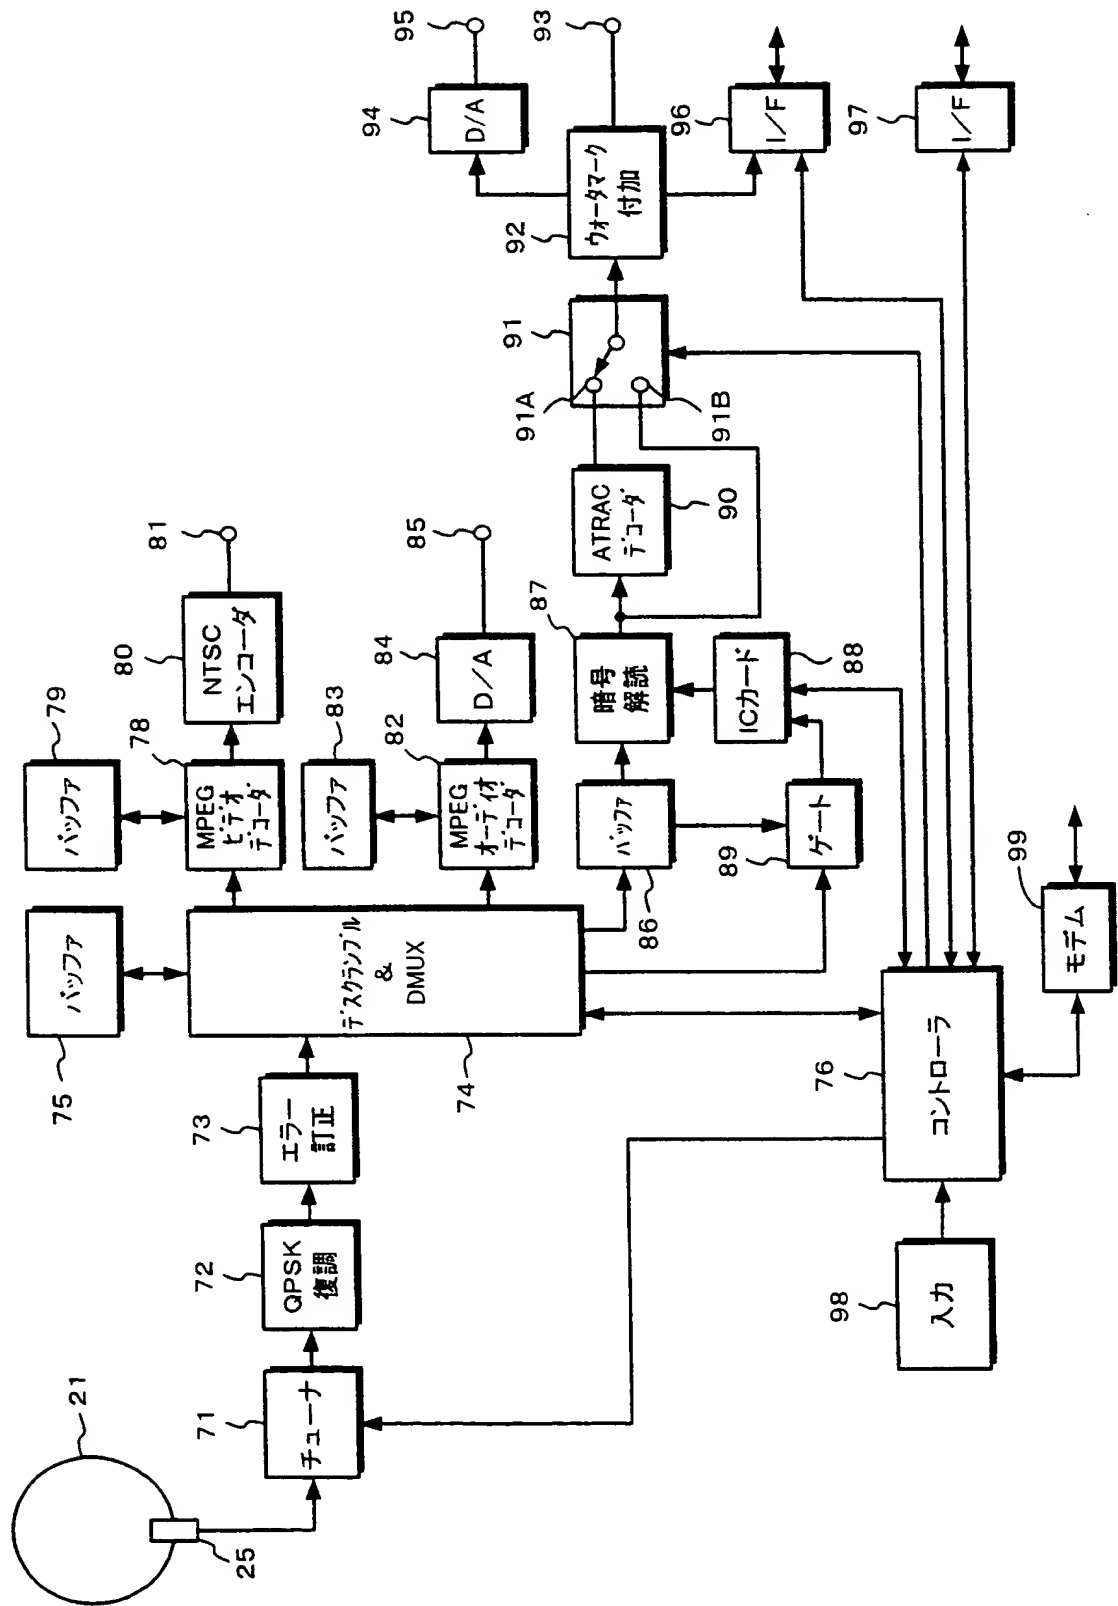 21
25
71
チューナ
72
QPSK
復調
73
エラー
訂正
74
デスクランブル
&
DMUX
75
バッファ
79
バッファ
78
MPEG
ビデオ
デコーダ
80
NTSC
エンコーダ
81
83
バッファ
82
MPEG
オーディオ
デコーダ
84
D/A
85
86
バッファ
87
暗号
解読
88
ICカード
89
ゲート
90
ATRAC
デコーダ
91
91A
91B
92
ウォータマーク
付加
93
94
D/A
95
96
I/F
97
I/F
76
コントローラ
98
入力
99
モデム